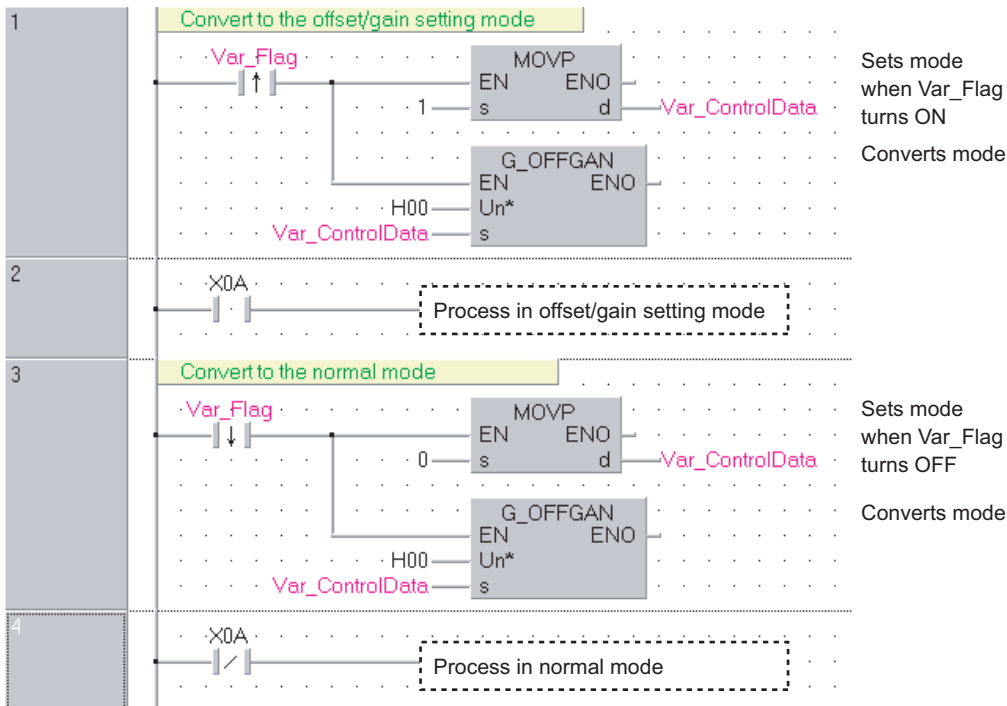 1
Convert to the offset/gain setting mode
Var_Flag
MOVP
EN ENO
1 s d Var_ControlData
Sets mode
when Var_Flag
turns ON
G_OFFGAN
EN ENO
H00 Un*
Var_ControlData s
Converts mode
2
X0A
Process in offset/gain setting mode
3
Convert to the normal mode
Var_Flag
MOVP
EN ENO
0 s d Var_ControlData
Sets mode
when Var_Flag
turns OFF
G_OFFGAN
EN ENO
H00 Un*
Var_ControlData s
Converts mode
4
X0A
Process in normal mode